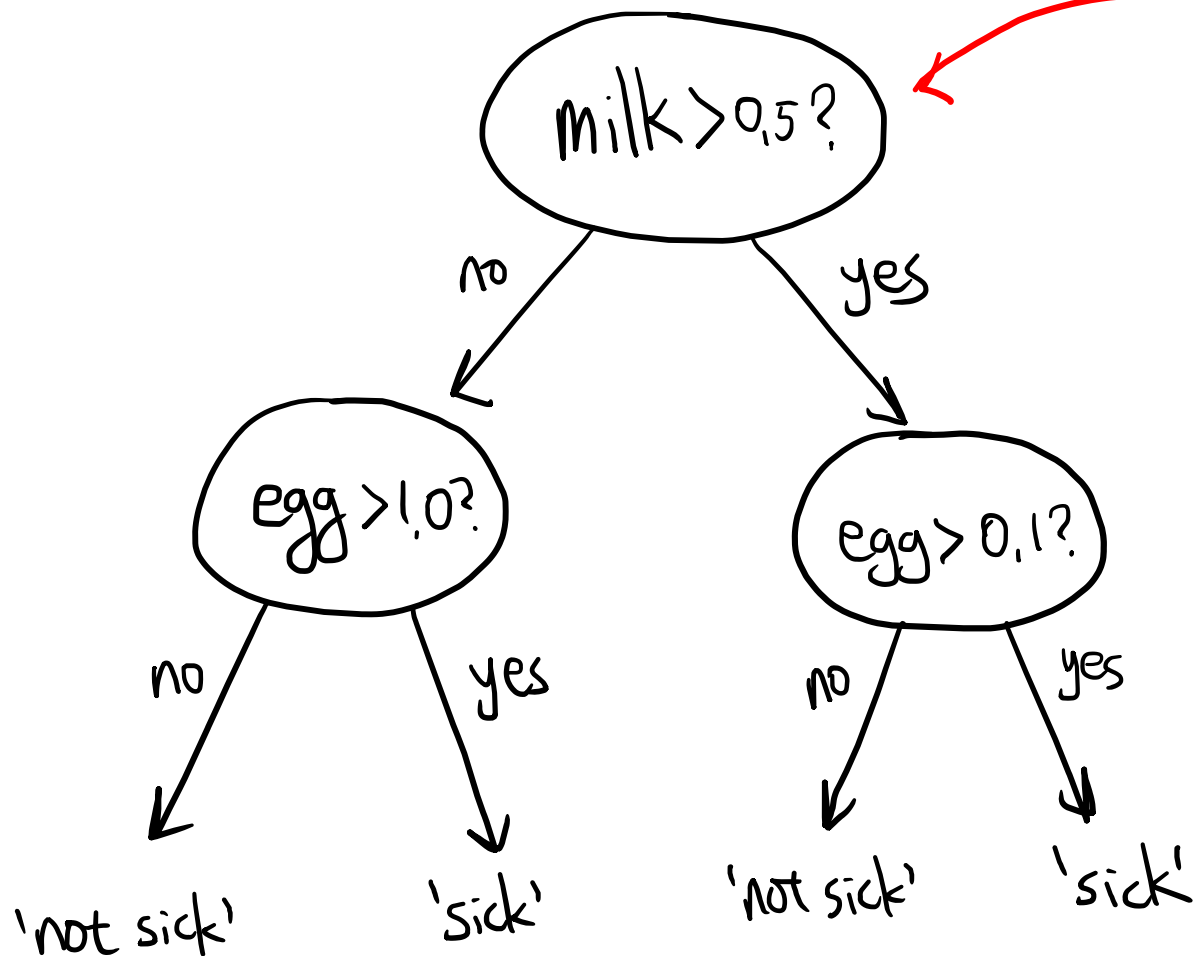 milk > 0,5?
no
yes
egg > 1,0?
egg > 0,1?
no
yes
no
yes
'not sick'
'sick'
'not sick'
'sick'